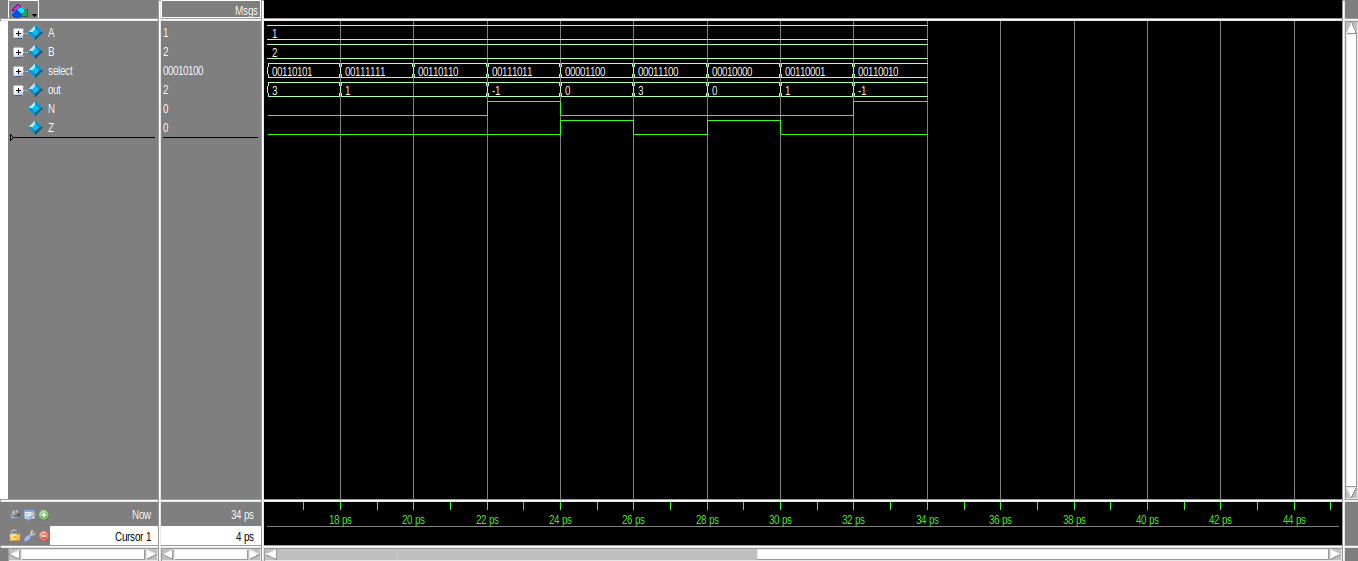 Msgs
A 1 1
B 2 2
select 00010100 00110101 00111111 00110110 00111011 00001100 00011100 00010000 00110001 00110010
out 2 3 1 -1 0 3 0 1 -1
N 0
Z 0
Now 34 ps 18 ps 20 ps 22 ps 24 ps 26 ps 28 ps 30 ps 32 ps 34 ps 36 ps 38 ps 40 ps 42 ps 44 ps
Cursor 1 4 ps